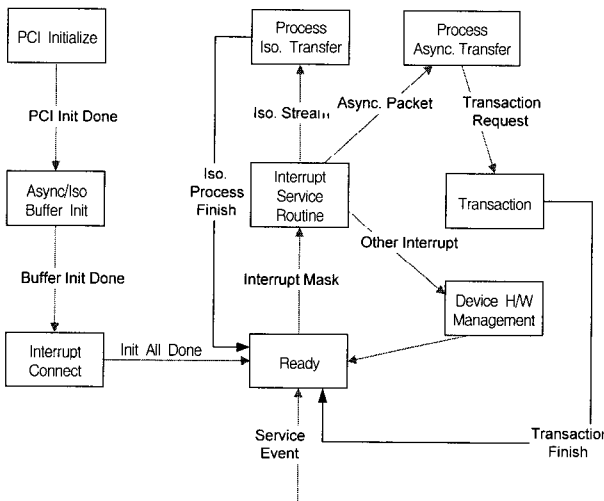 PCI Initialize
Process
Iso. Transfer
Process
Async. Transfer
PCI Init Done
Iso. Stream
Async. Packet
Transaction
Request
Async/Iso
Buffer Init
Iso.
Process
Finish
Interrupt
Service
Routine
Transaction
Other Interrupt
Buffer Init Done
Interrupt Mask
Device H/W
Management
Interrupt
Connect
Init All Done
Ready
Service
Event
Transaction
Finish